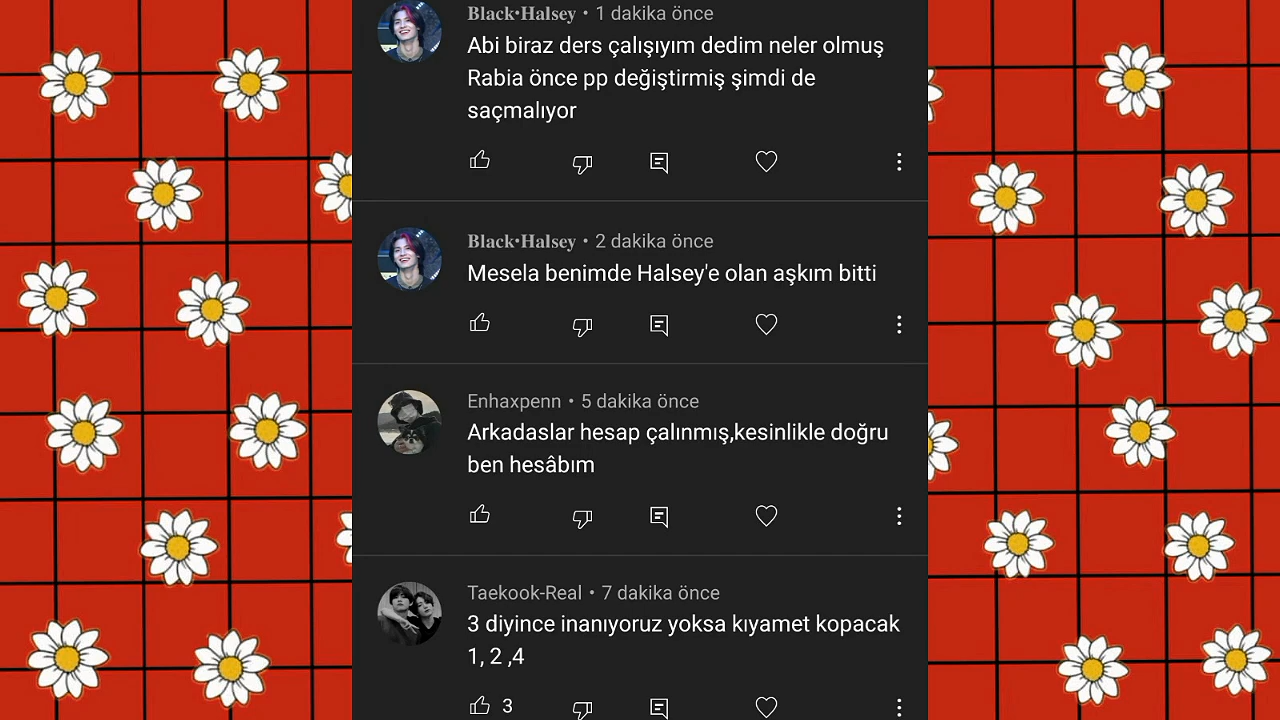 Black•Halsey • 1 dakika önce
Abi biraz ders çalışıyım dedim neler olmuş
Rabia önce pp değiştirmiş şimdi de
saçmalıyor
Black•Halsey • 2 dakika önce
Mesela benimde Halsey'e olan aşkım bitti
Enhaxpenn • 5 dakika önce
Arkadaslar hesap çalınmış,kesinlikle doğru
ben hesâbım
Taekook-Real • 7 dakika önce
3 diyince inanıyoruz yoksa kıyamet kopacak
1, 2 ,4
3